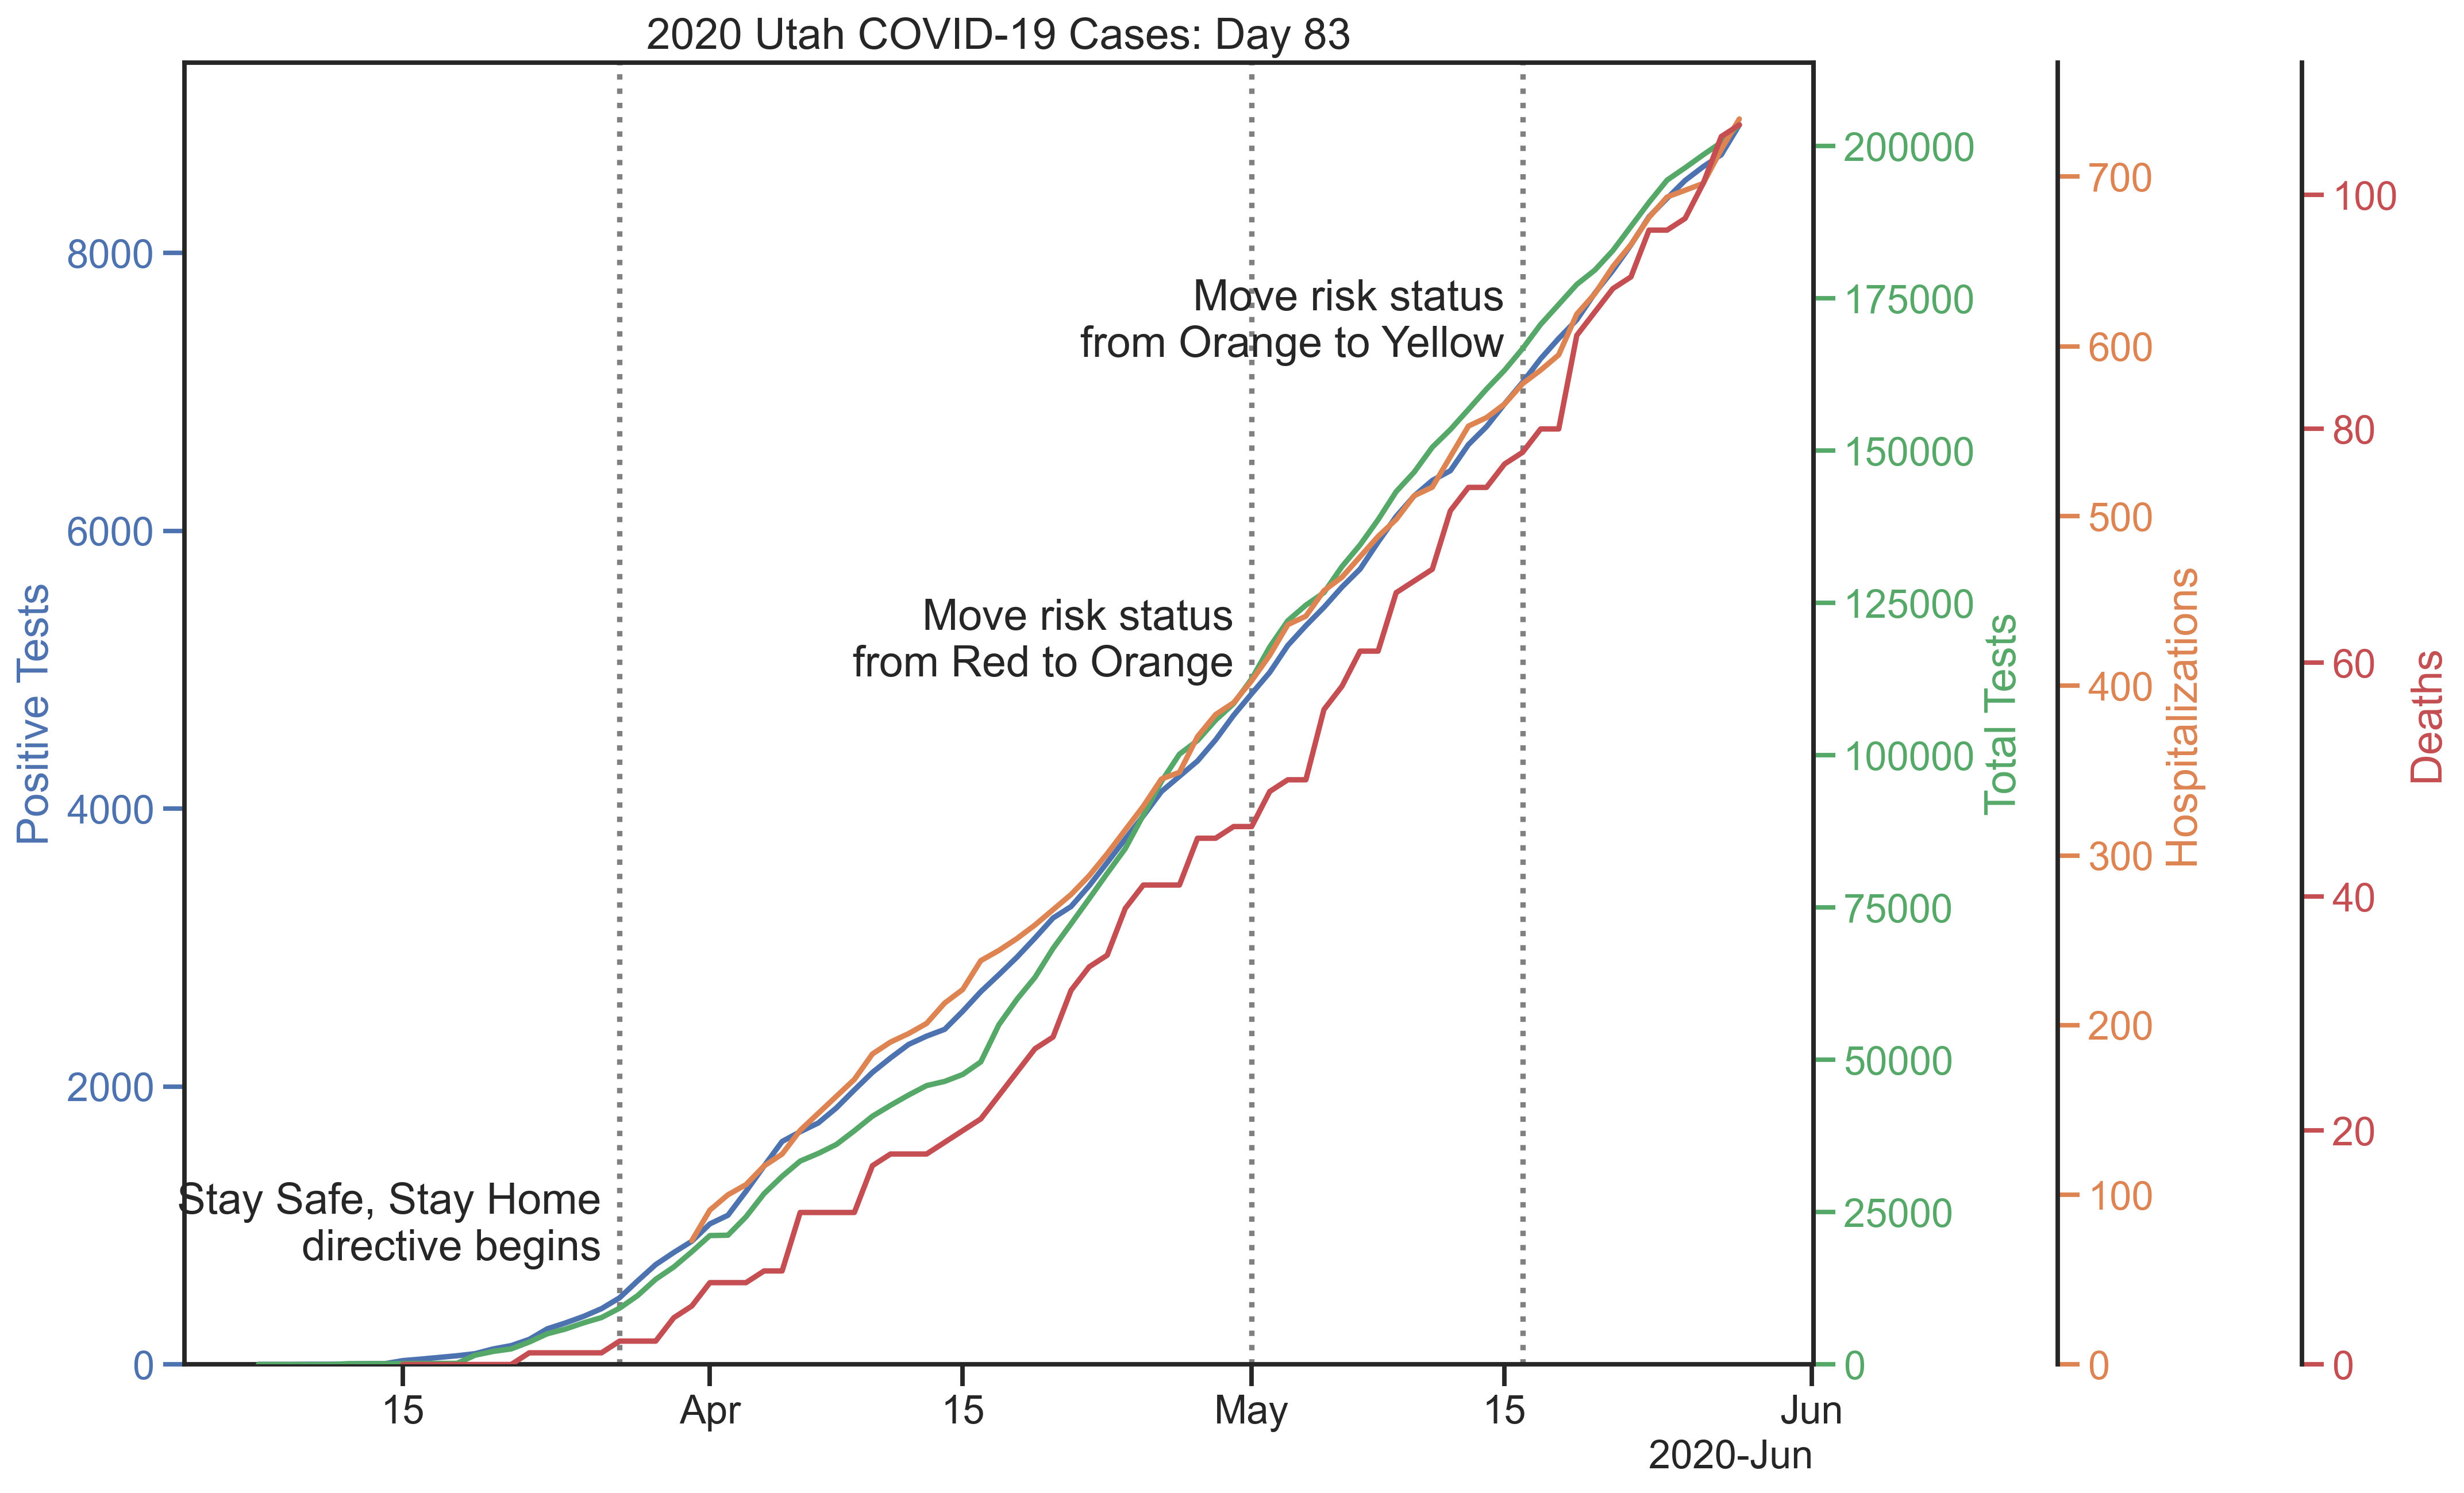 2020 Utah COVID-19 Cases: Day 83
Positive Tests
8000
6000
4000
2000
0
Move risk status
from Orange to Yellow
Move risk status
from Red to Orange
Stay Safe, Stay Home
directive begins
15
Apr
15
May
15
Jun
2020-Jun
200000
175000
150000
125000
100000
75000
50000
25000
0
Total Tests
700
600
500
400
300
200
100
0
Hospitalizations
100
80
60
40
20
0
Deaths